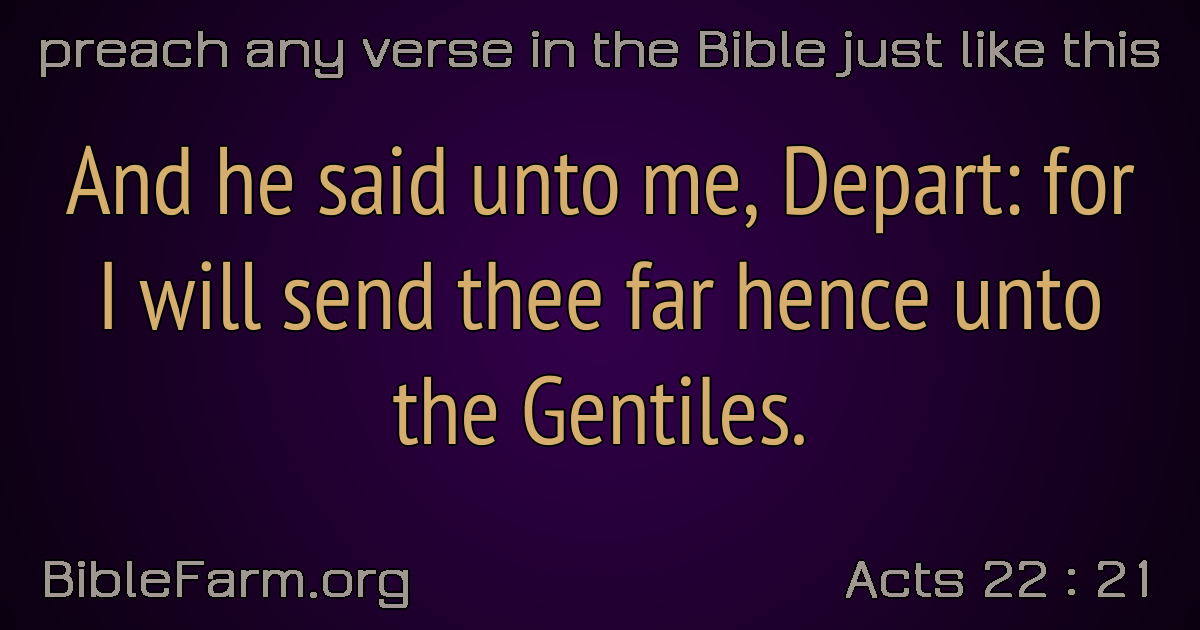 preach any verse in the Bible just like this
And he said unto me, Depart: for
I will send thee far hence unto
the Gentiles.
BibleFarm.org
Acts 22 : 21